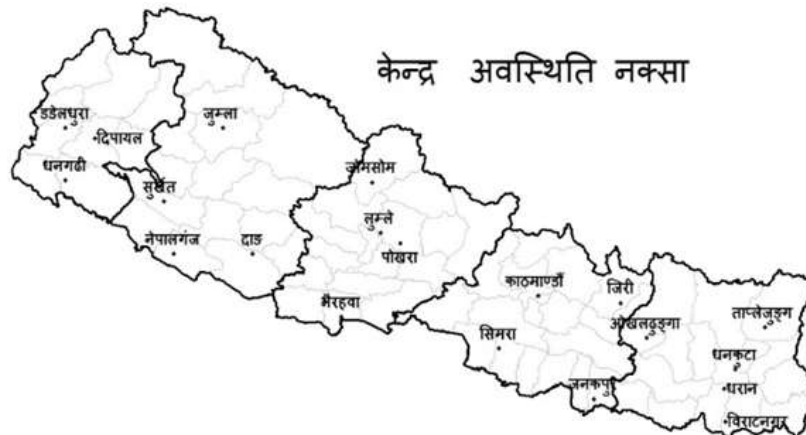 केन्द्र अवस्थिति नक्सा
डडेलधुरा
जुम्ला
दिपायल
धनगढी
जोमसोम
सुर्खेत
लुम्ले
नेपालगंज
दाङ
पोखरा
काठमाण्डौं
जिरी
भैरहवा
ताप्लेजुङ्ग
ओखलढुङ्गा
सिमरा
धनकुटा
जनकपुर
धरान
विराटनगर